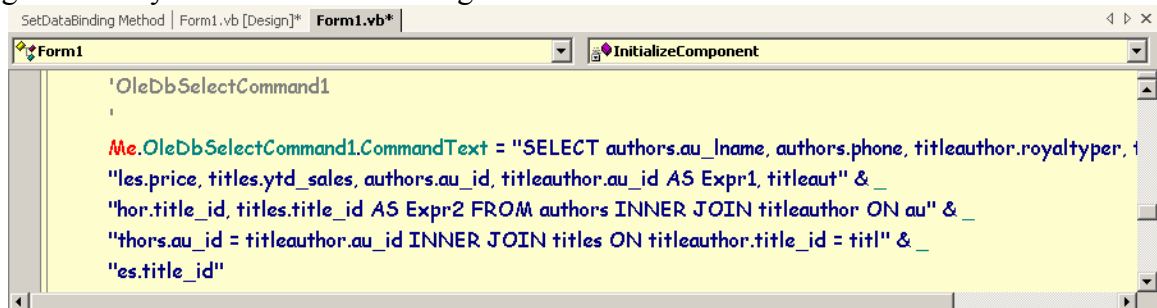 SetDataBinding Method | Form1.vb [Design]* Form1.vb*
Form1 InitializeComponent
'OleDbSelectCommand1
'
Me.OleDbSelectCommand1.CommandText = "SELECT authors.au_lname, authors.phone, titleauthor.royaltyper, t
"les.price, titles.ytd_sales, authors.au_id, titleauthor.au_id AS Expr1, titleaut" & _
"hor.title_id, titles.title_id AS Expr2 FROM authors INNER JOIN titleauthor ON au" & _
"thors.au_id = titleauthor.au_id INNER JOIN titles ON titleauthor.title_id = titl" & _
"es.title_id"